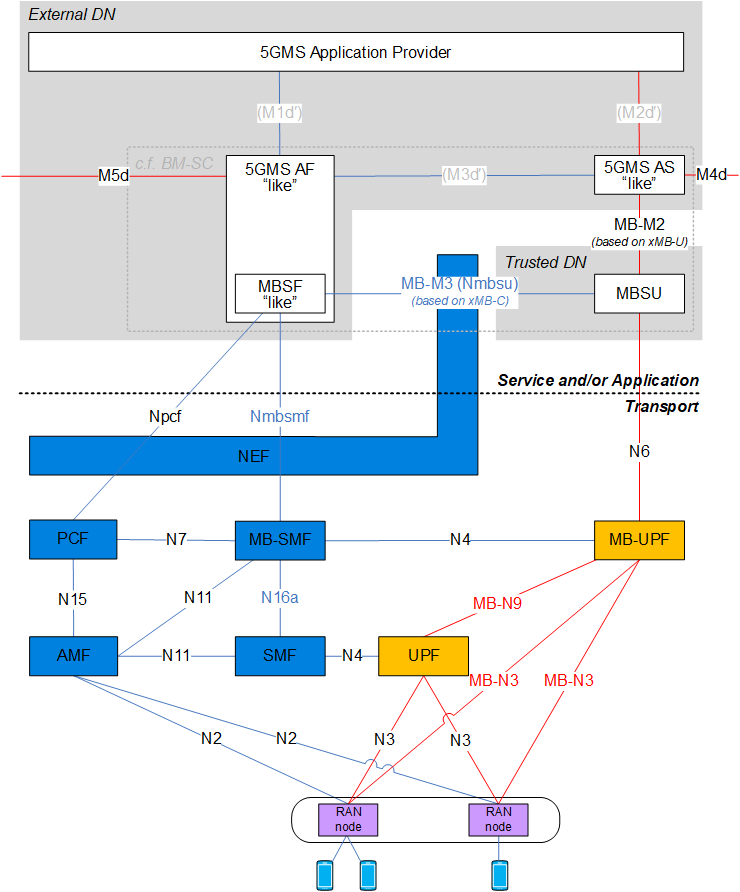 External DN
5GMS Application Provider
(M1d’)
(M2d’)
c.f. BM-SC
M5d
5GMS AF
“like”
(M3d’)
5GMS AS
“like”
M4d
MB-M2
(based on xMB-U)
Trusted DN
MBSF
“like”
MB-M3 (Nmbsu)
(based on xMB-C)
MBSU
Service and/or Application
Transport
Npcf
Nmbsmf
NEF
N6
PCF
N7
MB-SMF
N4
MB-UPF
N15
N11
N16a
MB-N9
AMF
N11
SMF
N4
UPF
MB-N3
MB-N3
N2
N2
N3
N3
RAN
node
RAN
node